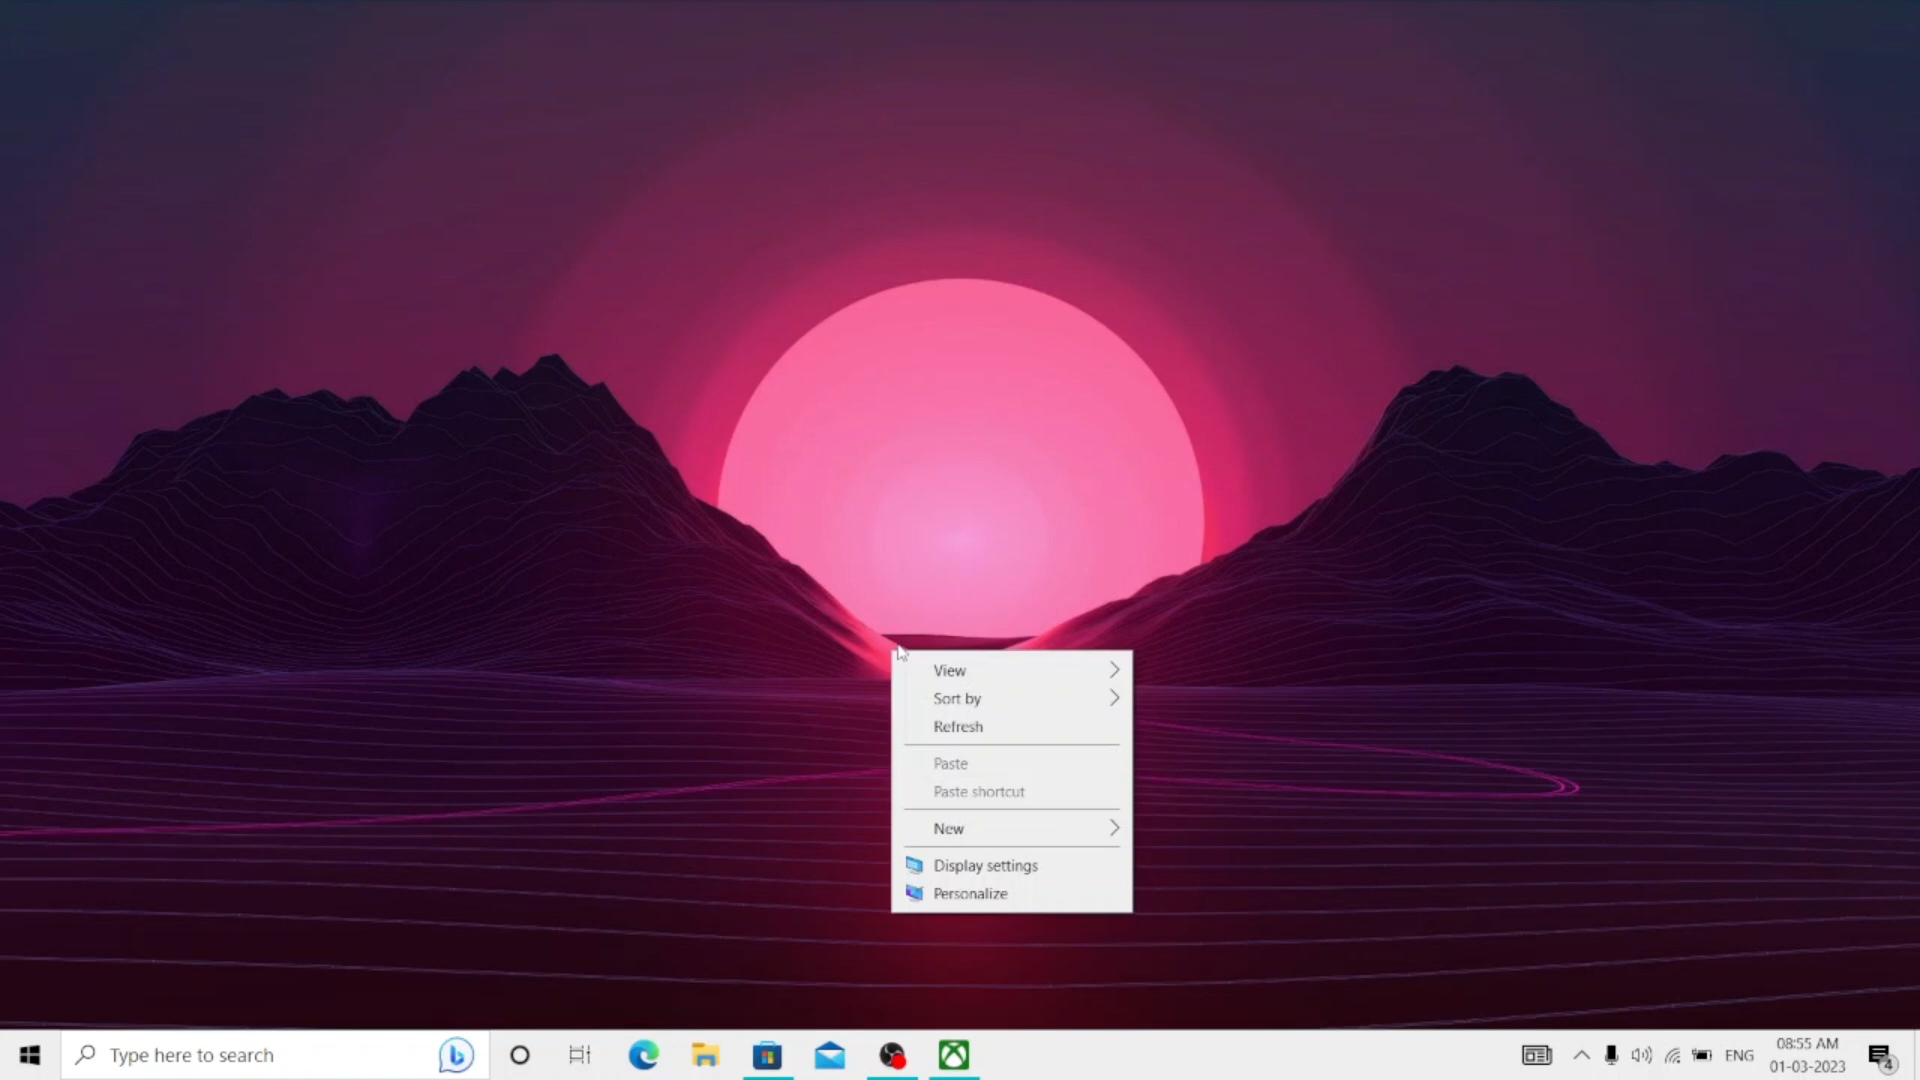 View
Sort by
Refresh
Paste
Paste shortcut
New
Display settings
Personalize
Type here to search
ENG
08:55 AM
01-03-2023
4